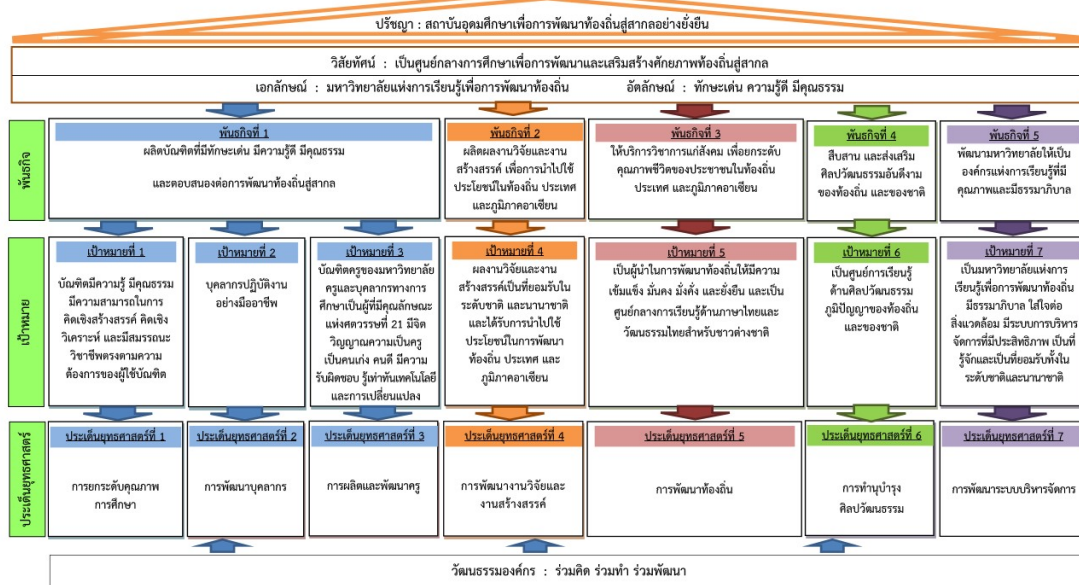 ปรัชญา : สถาบันอุดมศึกษาเพื่อการพัฒนาท้องถิ่นสู่สากลอย่างยั่งยืน
วิสัยทัศน์ : เป็นศูนย์กลางการศึกษาเพื่อการพัฒนาและเสริมสร้างศักยภาพท้องถิ่นสู่สากล
เอกลักษณ์ : มหาวิทยาลัยแห่งการเรียนรู้เพื่อการพัฒนาท้องถิ่น อัตลักษณ์ : ทักษะเด่น ความรู้ดี มีคุณธรรม
พันธกิจ
พันธกิจที่ 1
ผลิตบัณฑิตที่มีทักษะเด่น มีความรู้ดี มีคุณธรรม
และตอบสนองต่อการพัฒนาท้องถิ่นสู่สากล
พันธกิจที่ 2
ผลิตผลงานวิจัยและงาน
สร้างสรรค์ เพื่อการนำไปใช้
ประโยชน์ในท้องถิ่น ประเทศ
และภูมิภาคอาเซียน
พันธกิจที่ 3
ให้บริการวิชาการแก่สังคม เพื่อยกระดับ
คุณภาพชีวิตของประชาชนในท้องถิ่น
ประเทศ และภูมิภาคอาเซียน
พันธกิจที่ 4
สืบสาน และส่งเสริม
ศิลปวัฒนธรรมอันดีงาม
ของท้องถิ่น และของชาติ
พันธกิจที่ 5
พัฒนามหาวิทยาลัยให้เป็น
องค์กรแห่งการเรียนรู้ที่มี
คุณภาพและมีธรรมาภิบาล
เป้าหมาย
เป้าหมายที่ 1
บัณฑิตมีความรู้ มีคุณธรรม
มีความสามารถในการ
คิดเชิงสร้างสรรค์ คิดเชิง
วิเคราะห์ และมีสมรรถนะ
วิชาชีพตรงตามความ
ต้องการของผู้ใช้บัณฑิต
เป้าหมายที่ 2
บุคลากรปฏิบัติงาน
อย่างมืออาชีพ
เป้าหมายที่ 3
บัณฑิตครูของมหาวิทยาลัย
ครูและบุคลากรทางการ
ศึกษาเป็นผู้ที่มีคุณลักษณะ
แห่งศตวรรษที่ 21 มีจิต
วิญญาณความเป็นครู
เป็นคนเก่ง คนดี มีความ
รับผิดชอบ รู้เท่าทันเทคโนโลยี
และการเปลี่ยนแปลง
เป้าหมายที่ 4
ผลงานวิจัยและงาน
สร้างสรรค์เป็นที่ยอมรับใน
ระดับชาติ และนานาชาติ
และได้รับการนำไปใช้
ประโยชน์ในการพัฒนา
ท้องถิ่น ประเทศ และ
ภูมิภาคอาเซียน
เป้าหมายที่ 5
เป็นผู้นำในการพัฒนาท้องถิ่นให้มีความ
เข้มแข็ง มั่นคง มั่งคั่ง และยั่งยืน และเป็น
ศูนย์กลางการเรียนรู้ด้านภาษาไทยและ
วัฒนธรรมไทยสำหรับชาวต่างชาติ
เป้าหมายที่ 6
เป็นศูนย์การเรียนรู้
ด้านศิลปวัฒนธรรม
ภูมิปัญญาของท้องถิ่น
และของชาติ
เป้าหมายที่ 7
เป็นมหาวิทยาลัยแห่งการ
เรียนรู้เพื่อการพัฒนาท้องถิ่น
มีธรรมาภิบาล ใส่ใจต่อ
สิ่งแวดล้อม มีระบบการบริหาร
จัดการที่มีประสิทธิภาพ เป็นที่
รู้จักและเป็นที่ยอมรับทั้งใน
ระดับชาติและนานาชาติ
ประเด็นยุทธศาสตร์
ประเด็นยุทธศาสตร์ที่ 1
การยกระดับคุณภาพ
การศึกษา
ประเด็นยุทธศาสตร์ที่ 2
การพัฒนาบุคลากร
ประเด็นยุทธศาสตร์ที่ 3
การผลิตและพัฒนาครู
ประเด็นยุทธศาสตร์ที่ 4
การพัฒนางานวิจัยและ
งานสร้างสรรค์
ประเด็นยุทธศาสตร์ที่ 5
การพัฒนาท้องถิ่น
ประเด็นยุทธศาสตร์ที่ 6
การทำนุบำรุง
ศิลปวัฒนธรรม
ประเด็นยุทธศาสตร์ที่ 7
การพัฒนาระบบบริหารจัดการ
วัฒนธรรมองค์กร : ร่วมคิด ร่วมทำ ร่วมพัฒนา